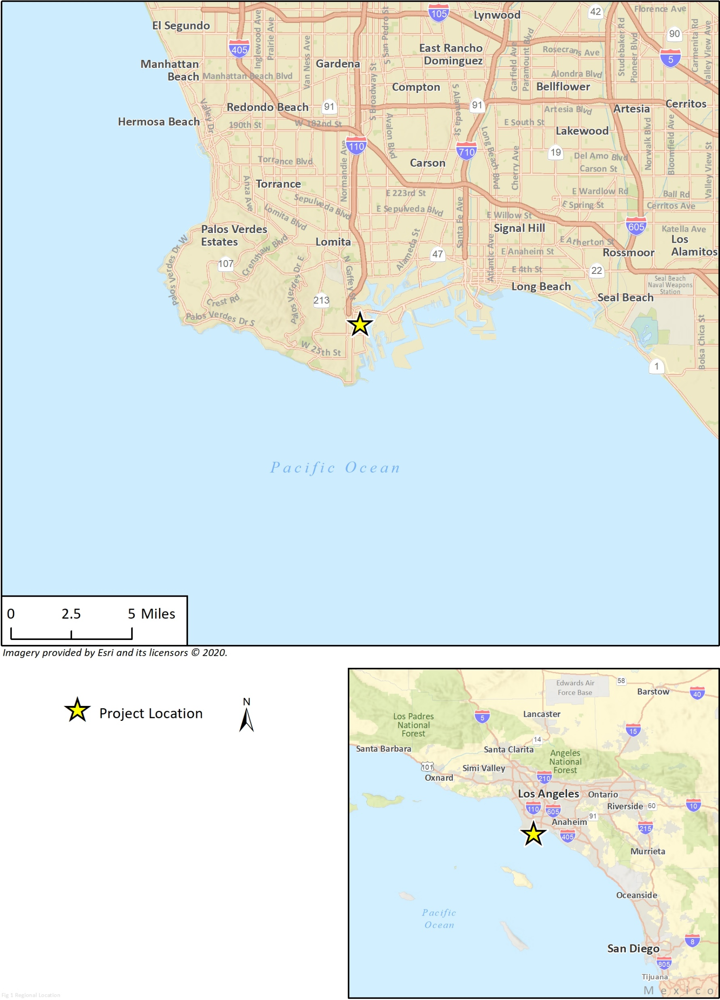 105
Lynwood
42
Florence Ave
El Segundo
Inglewood Ave
Prairie Ave
S San Pedro St
Studebaker Rd
Pioneer Blvd
90
Carmenita Rd
Valley View Ave
405
Van Ness Ave
East Rancho
Dominguez
Garfield Ave
Paramount Blvd
Rosecrans Ave
5
Manhattan
Beach
Manhattan Beach Blvd
Gardena
S Broadway St
Alondra Blvd
Compton
S Alameda St
Bellflower
Valley Dr
Redondo Beach
91
91
Artesia Blvd
Artesia
Cerritos
Hermosa Beach
190th St
W 182nd St
Avalon Blvd
E South St
Lakewood
Norwalk Blvd
Bloomfield Ave
110
710
Long Beach Blvd
Cherry Ave
19
Del Amo Blvd
Valley View St
Torrance Blvd
Normandie Ave
Carson
Carson St
Anza Ave
Torrance
E 223rd St
E Wardlow Rd
Ball Rd
Sepulveda Blvd
E Sepulveda Blvd
E Spring St
Cerritos Ave
Lomita Blvd
Santa Fe Ave
E Willow St
Palos Verdes
Estates
Signal Hill
605
Katella Ave
Palos Verdes Dr W
Crenshaw Blvd
Lomita
Alameda St
E Atherton St
Los
Alamitos
107
Palos Verdes Dr E
N Gaffey St
47
Atlantic Ave
E Anaheim St
Rossmoor
E 4th St
22
Seal Beach
Naval Weapons
Station
Long Beach
Seal Beach
Crest Rd
213
Palos Verdes Dr S
Bolsa Chica St
W 25th St
1
Pacific Ocean
0 2.5 5 Miles
Imagery provided by Esri and its licensors © 2020.
Project Location
N
Edwards Air
Force Base
58
Barstow
40
Los Padres
National
Forest
5
Lancaster
15
14
Santa Barbara
Santa Clarita
Angeles
National
Forest
101
Simi Valley
Oxnard
210
Los Angeles
Ontario
110
605
Riverside
60
10
91
Anaheim
405
215
Murrieta
Oceanside
Pacific
Ocean
San Diego
8
805
Tijuana
Mexico
Fig 1 Regional Location